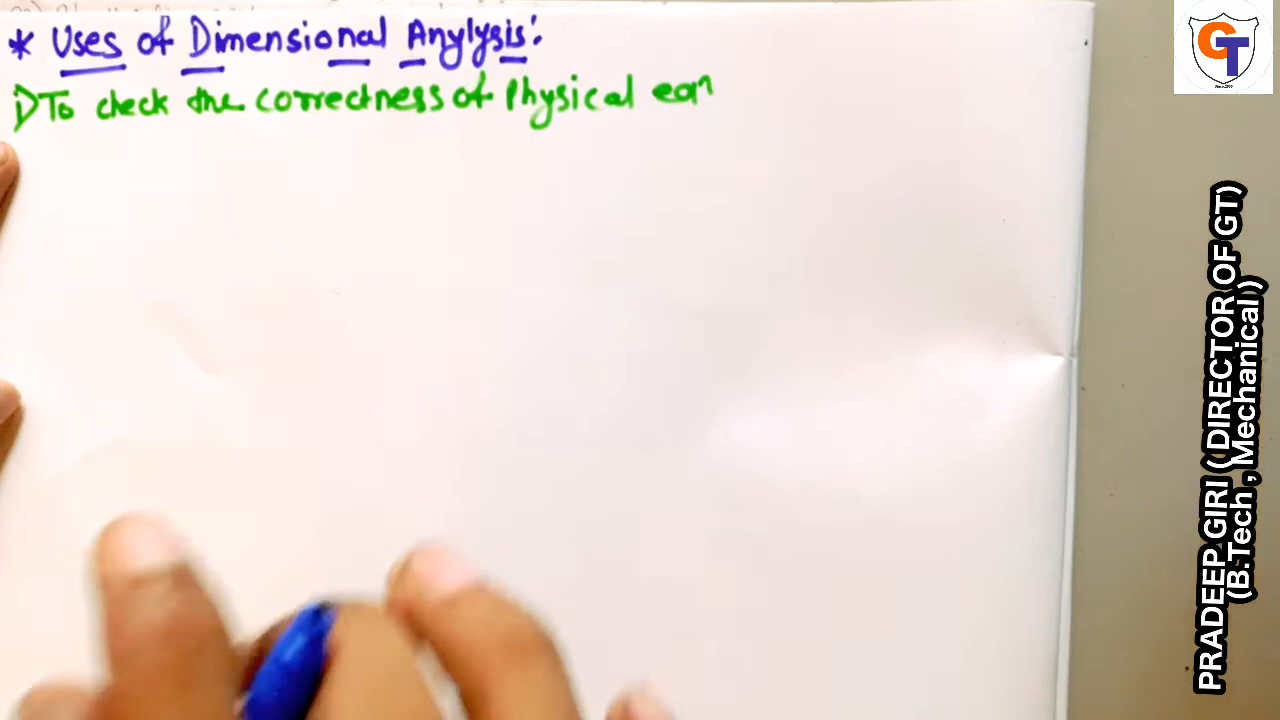 * Uses of Dimensional Anylysis:
1) To check the correctness of Physical eqn
GT
PRADEEP GIRI ( DIRECTOR OF GT)
(B.Tech , Mechanical )